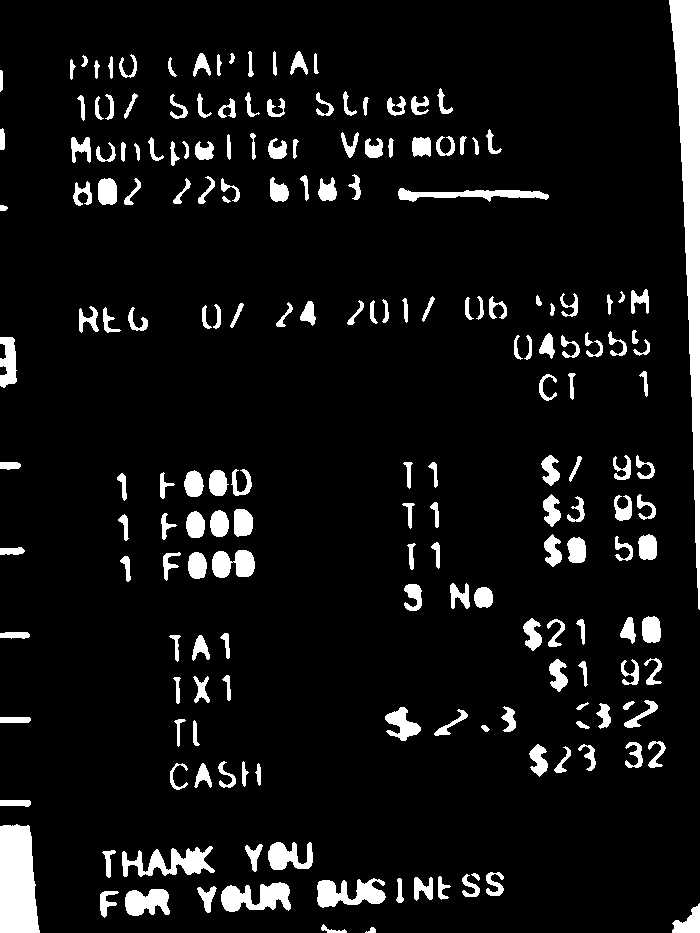 PHO CAPITAL
107 State Street
Montpelier Vermont
802 225 6183
REG 07 24 2017 06 59 PM
045555
CT 1
1 FOOD T1 $7 95
1 FOOD T1 $3 95
1 FOOD T1 $9 50
3 No
TA1 $21 40
TX1 $1 92
TL $23 32
CASH $23 32
THANK YOU
FOR YOUR BUSINESS